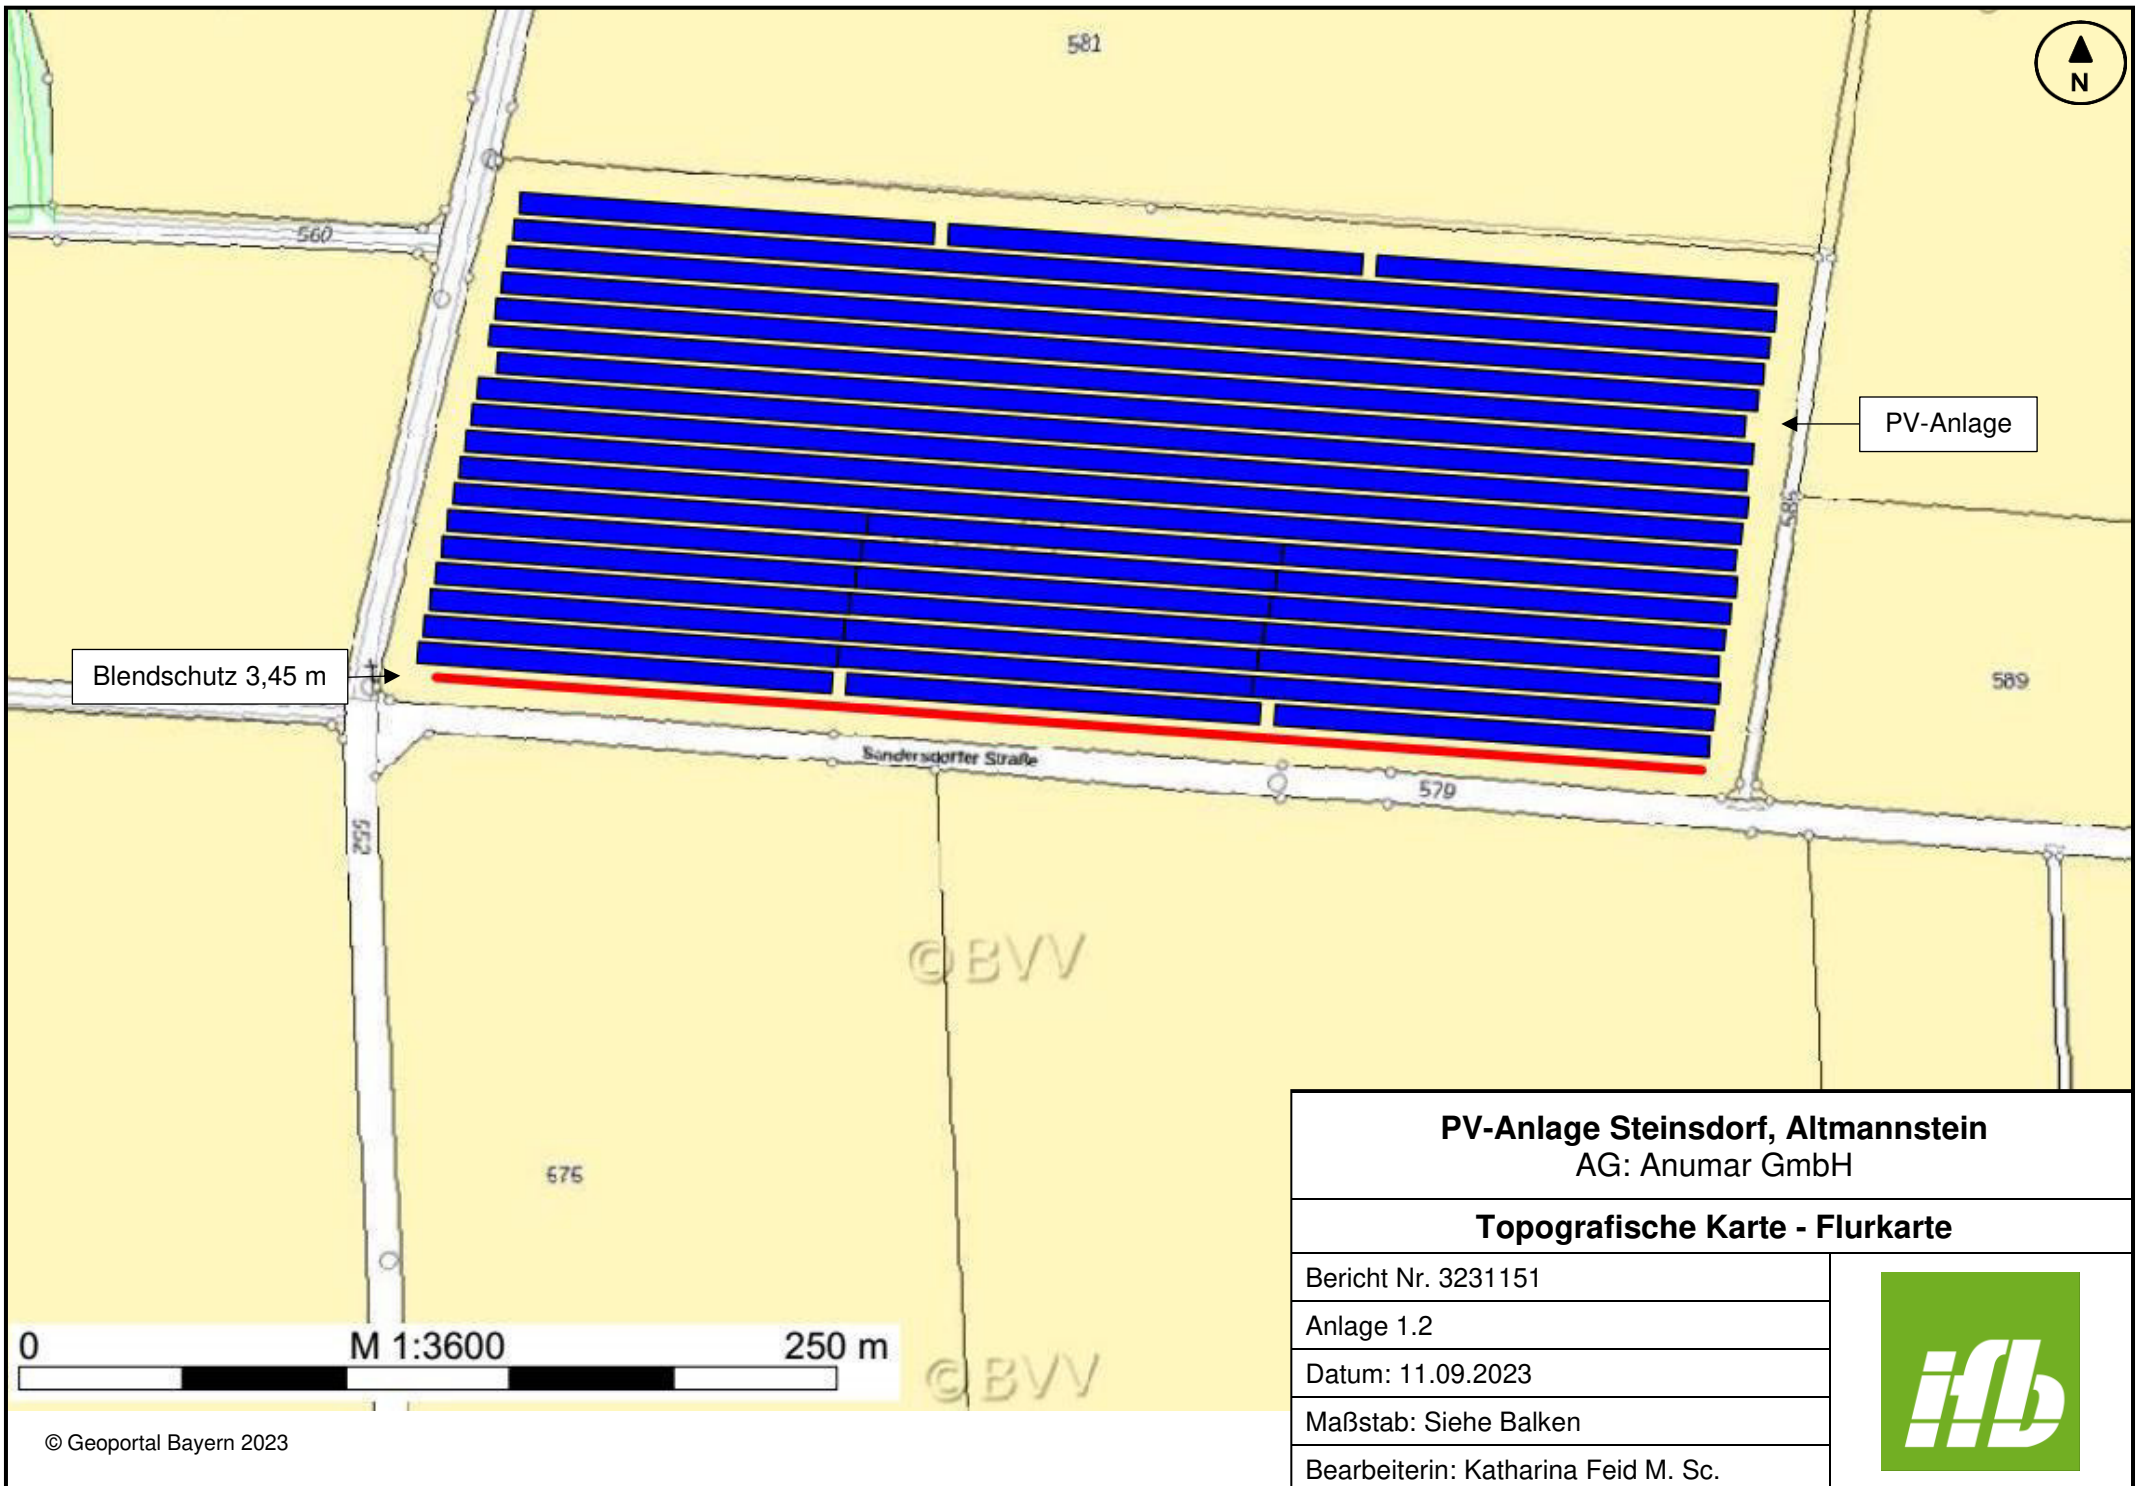 581
N
560
PV-Anlage
585
Blendschutz 3,45 m
589
Sandersdorfer Straße
579
552
©BVV
676
PV-Anlage Steinsdorf, Altmannstein
AG: Anumar GmbH
Topografische Karte - Flurkarte
Bericht Nr. 3231151
Anlage 1.2
Datum: 11.09.2023
Maßstab: Siehe Balken
Bearbeiterin: Katharina Feid M. Sc.
ifb
0 M 1:3600 250 m
©BVV
© Geoportal Bayern 2023